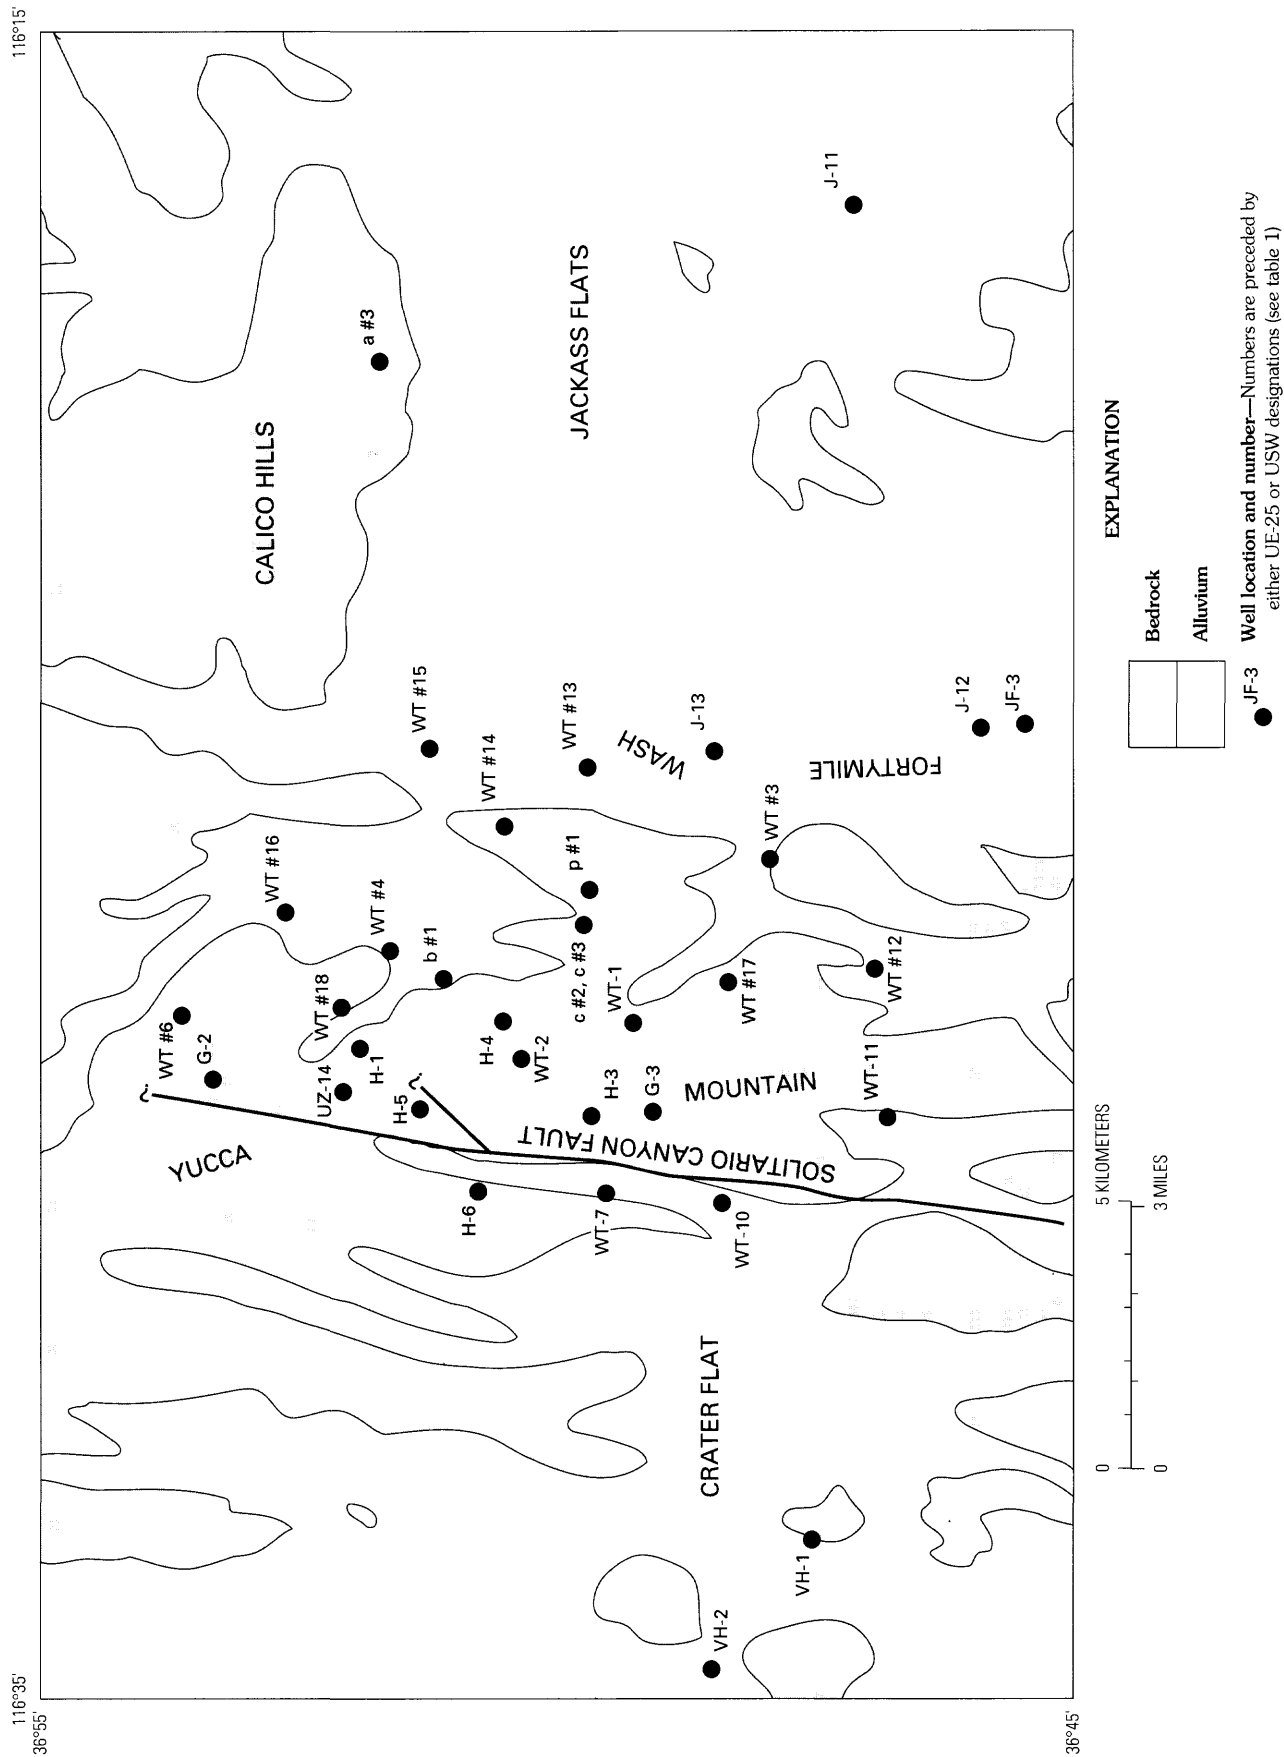 116°35'
116°15'
36°55'
36°45'
YUCCA
MOUNTAIN
CALICO HILLS
JACKASS FLATS
CRATER FLAT
FORTYMILE
WASH
SOLITARIO CANYON FAULT
?
?
WT #6
G-2
WT #16
WT #18
UZ-14
H-1
WT #4
a #3
H-5
b #1
WT #15
H-6
H-4
WT-2
WT #14
c #2, c #3
p #1
WT #13
H-3
WT-7
WT-1
G-3
VH-2
WT-10
WT #17
J-13
WT #3
VH-1
J-11
WT-11
WT #12
J-12
JF-3
0
5 KILOMETERS
0
3 MILES
EXPLANATION
Bedrock
Alluvium
JF-3
Well location and number—Numbers are preceded by
either UE-25 or USW designations (see table 1)